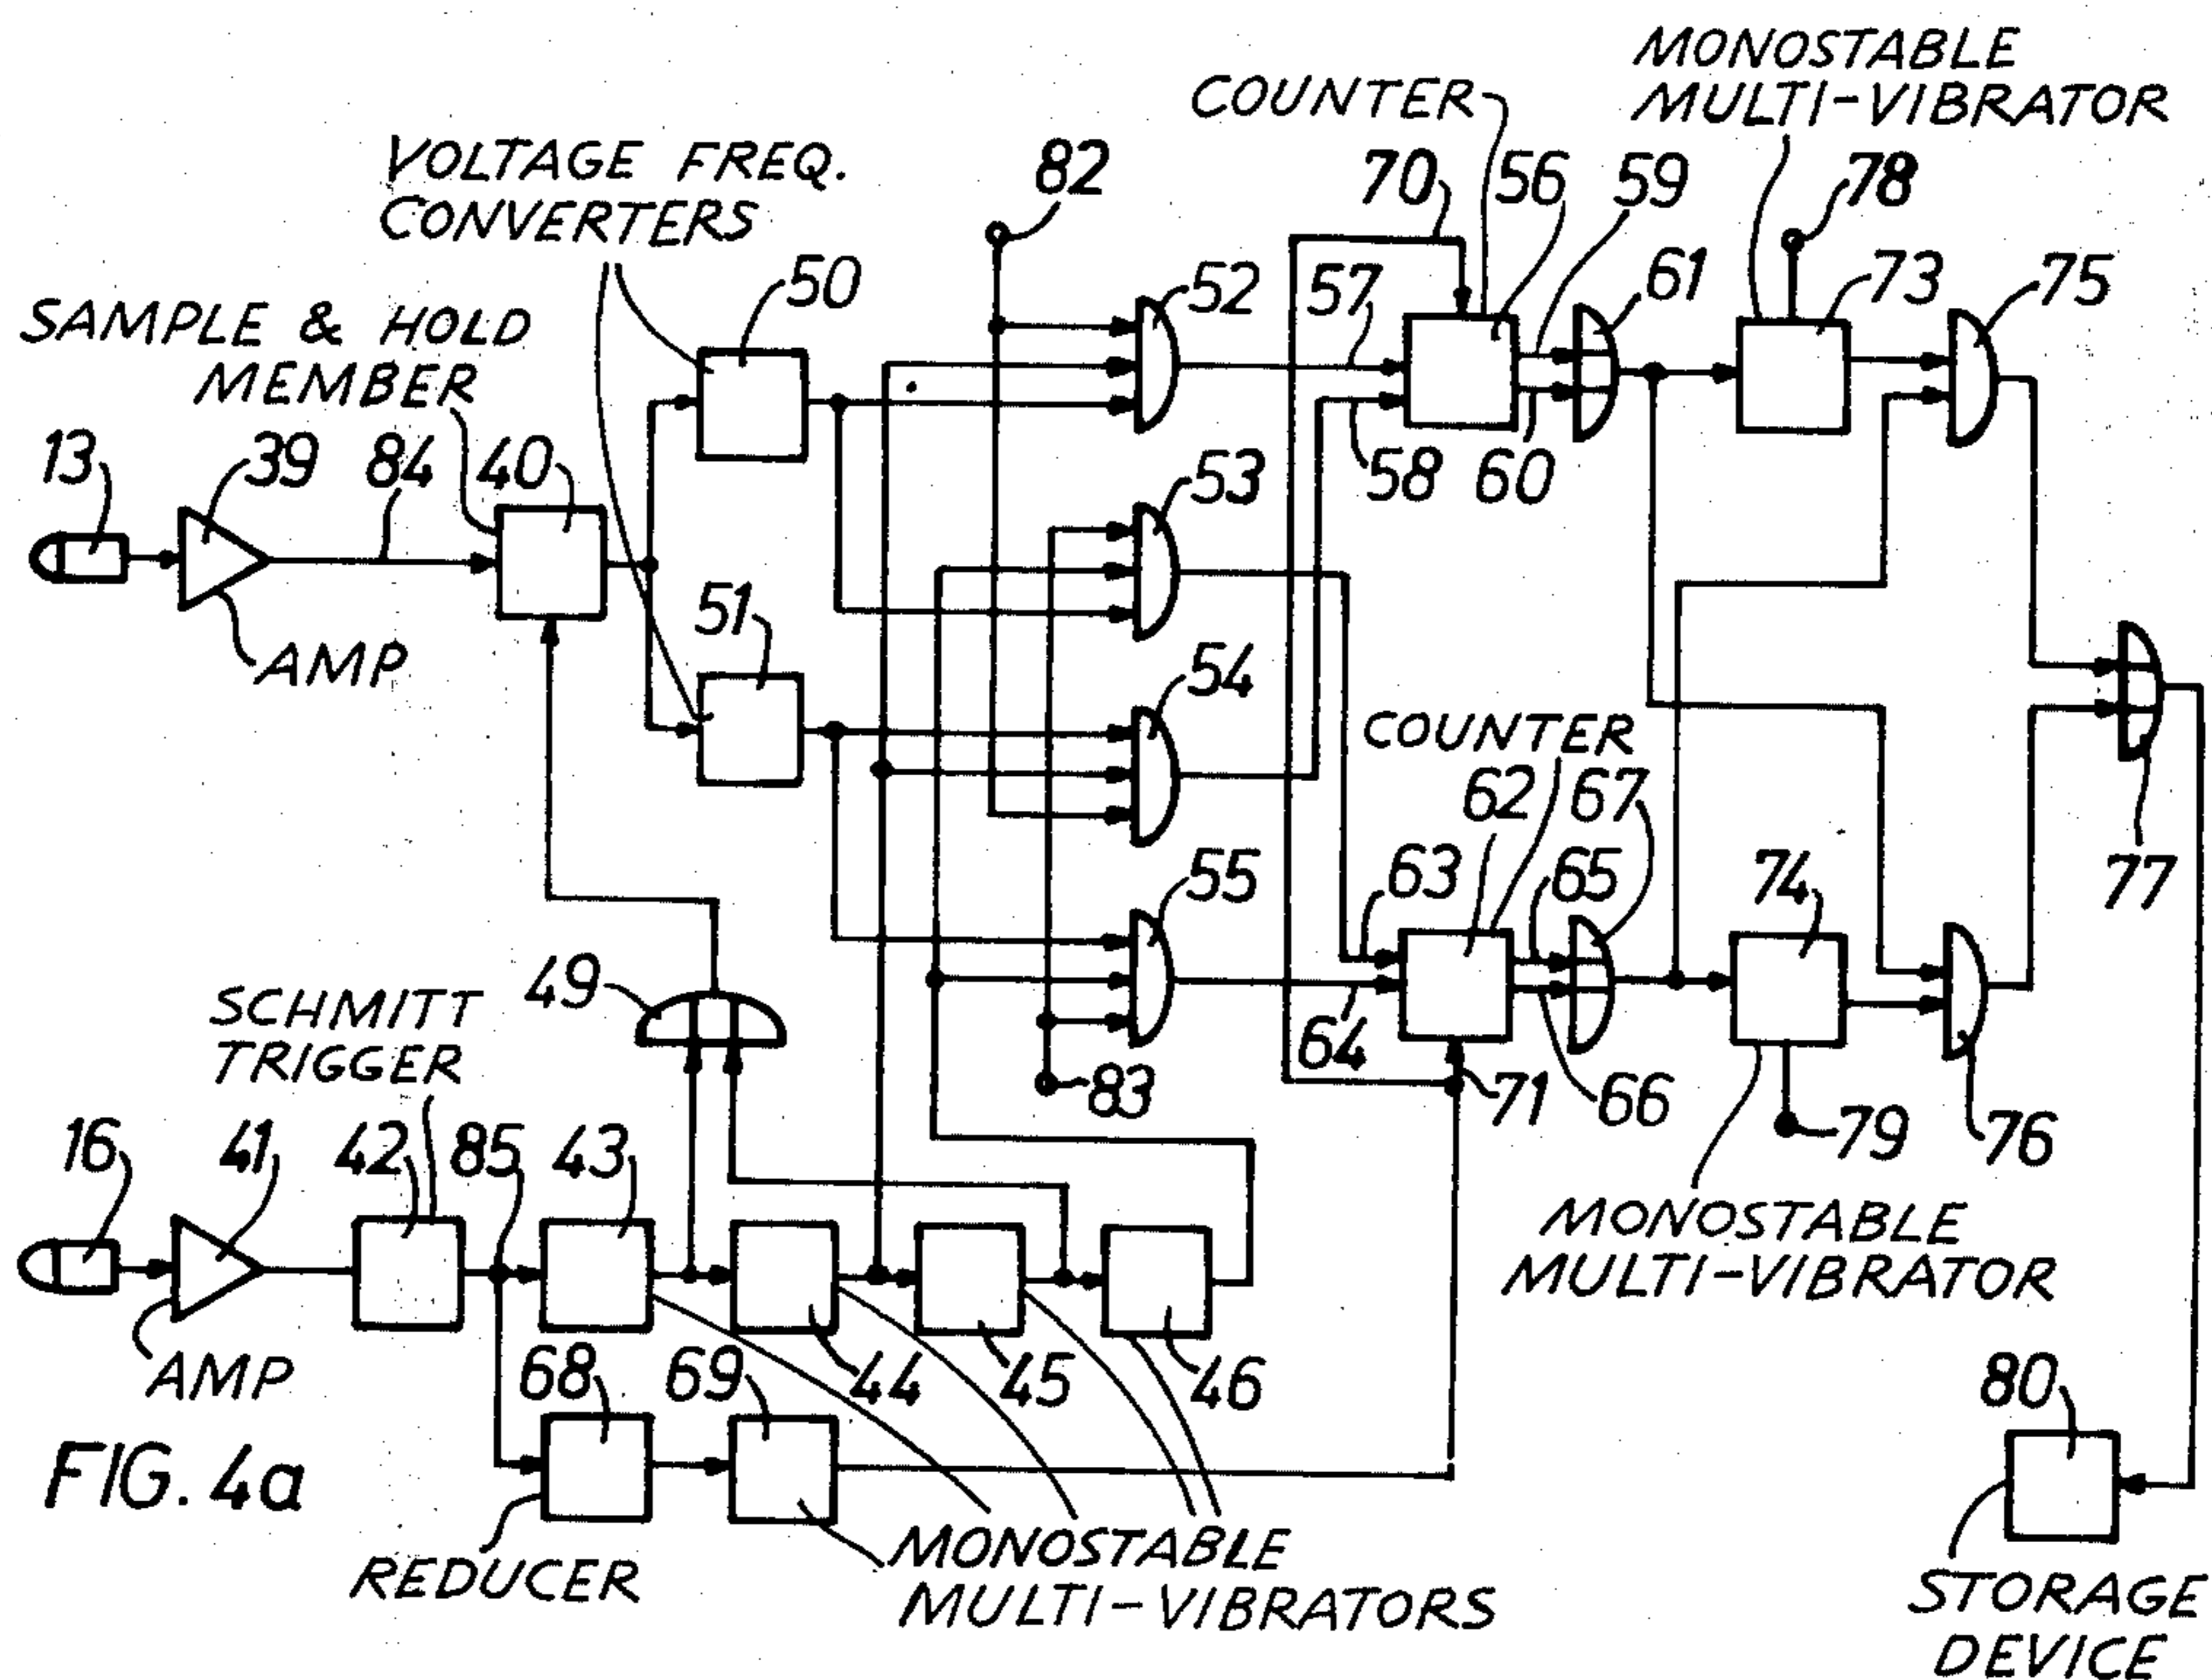 MONOSTABLE
MULTI-VIBRATOR
COUNTER
VOLTAGE FREQ.
CONVERTERS
82
70
56
59
78
50
52
57
61
73
75
SAMPLE & HOLD
MEMBER
13
39
84
40
53
58
60
AMP
51
54
COUNTER
62
67
55
63
65
74
77
SCHMITT
TRIGGER
49
64
83
71
66
79
76
16
41
42
85
43
MONOSTABLE
MULTI-VIBRATOR
AMP
68
69
44
45
46
80
FIG. 4a
REDUCER
MONOSTABLE
MULTI-VIBRATORS
STORAGE
DEVICE